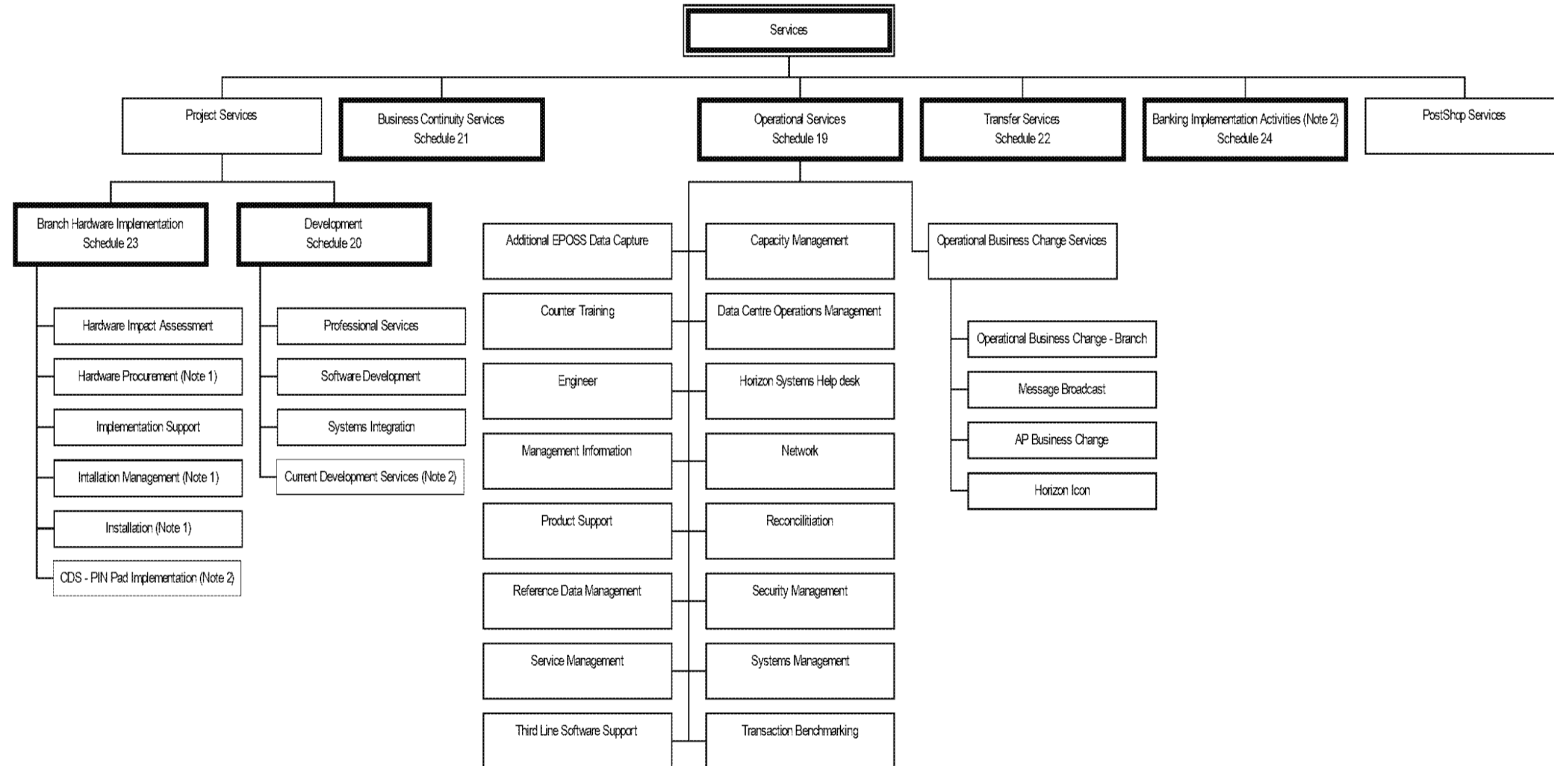 Services
Project Services
Business Continuity Services
Schedule 21
Operational Services
Schedule 19
Transfer Services
Schedule 22
Banking Implementation Activities (Note 2)
Schedule 24
PostShop Services
Branch Hardware Implementation
Schedule 23
Development
Schedule 20
Hardware Impact Assessment
Hardware Procurement (Note 1)
Implementation Support
Intallation Management (Note 1)
Installation (Note 1)
CDS - PIN Pad Implementation (Note 2)
Professional Services
Software Development
Systems Integration
Current Development Services (Note 2)
Additional EPOSS Data Capture
Capacity Management
Counter Training
Data Centre Operations Management
Engineer
Horizon Systems Help desk
Management Information
Network
Product Support
Reconcilitiation
Reference Data Management
Security Management
Service Management
Systems Management
Third Line Software Support
Transaction Benchmarking
Operational Business Change Services
Operational Business Change - Branch
Message Broadcast
AP Business Change
Horizon Icon